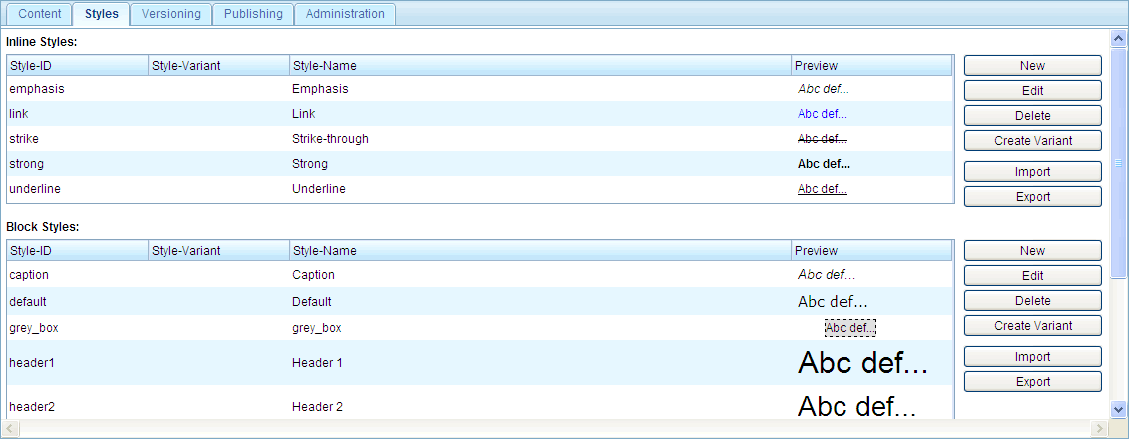 Content Styles Versioning Publishing Administration
Inline Styles:
Style-ID Style-Variant Style-Name Preview New
emphasis Emphasis Abc def... Edit
link Link Abc def... Delete
strike Strike-through Abc def... Create Variant
strong Strong Abc def... Import
underline Underline Abc def... Export
Block Styles:
Style-ID Style-Variant Style-Name Preview New
caption Caption Abc def... Edit
default Default Abc def... Delete
grey_box grey_box Abc def... Create Variant
header1 Header 1 Abc def... Import
Export
header2 Header 2 Abc def...